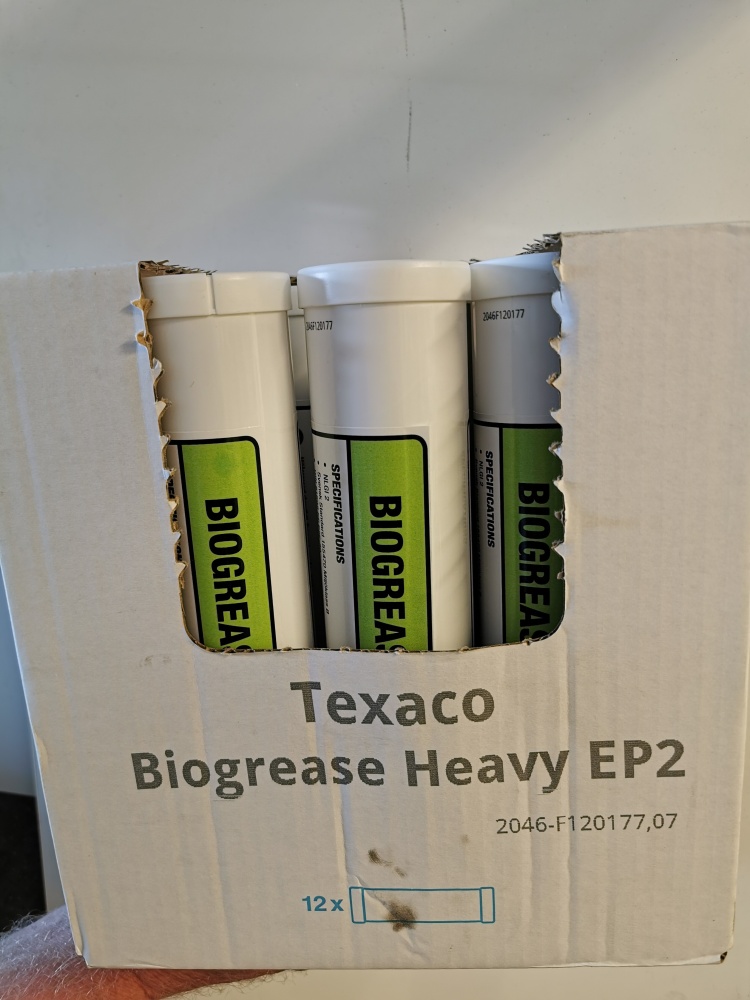 2046F120177
2046F120177
BIOGREAS
SPECIFICATIONS
• NLGI 2
BIOGREAS
SPECIFICATIONS
• NLGI 2
BIOGREAS
Texaco
Biogrease Heavy EP2
2046-F120177,07
12 x